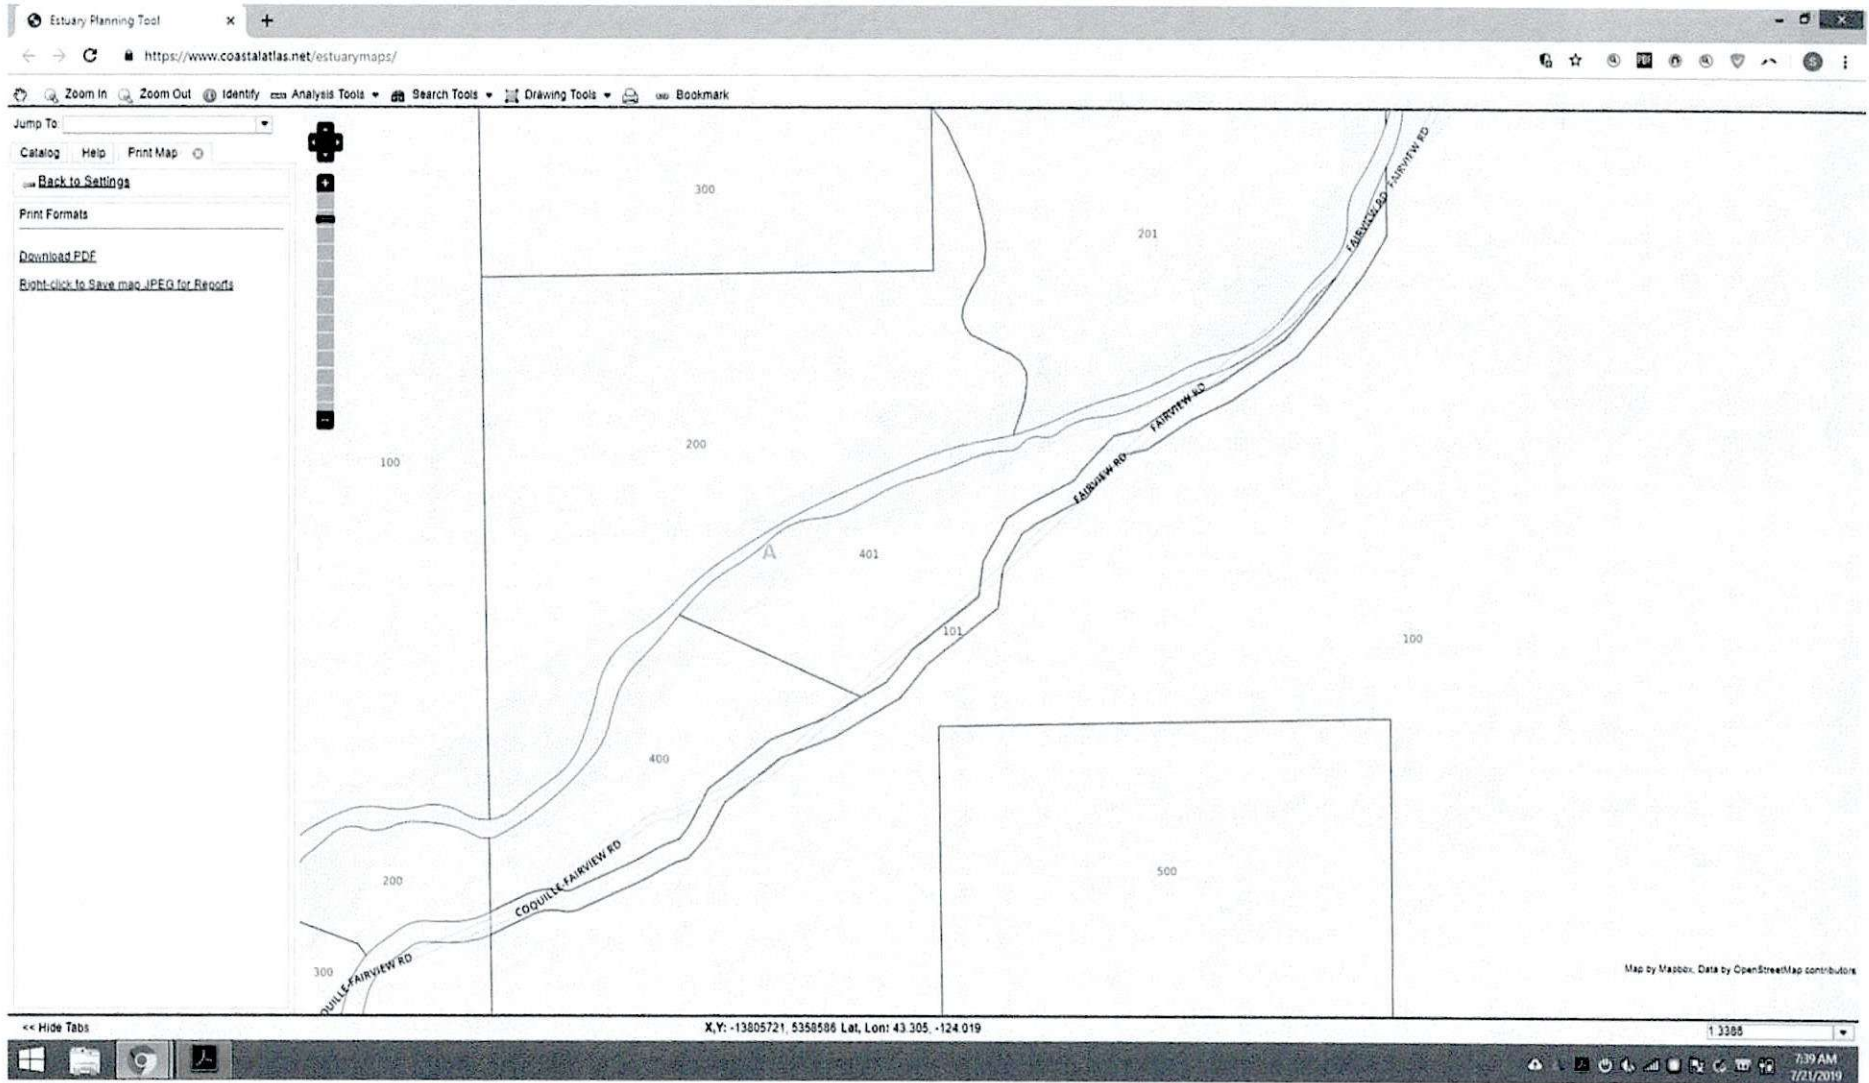 Estuary Planning Tool
https://www.coastalatlas.net/estuarymaps/
Zoom In Zoom Out Identify Analysis Tools Search Tools Drawing Tools Bookmark
Jump To:
Catalog Help Print Map
Back to Settings
Print Formats
Download PDF
Right-click to Save map JPEG for Reports
300
201
FAIRVIEW RD
FAIRVIEW RD
100
200
FAIRVIEW RD
FAIRVIEW RD
A
401
101
100
400
COQUILLE-FAIRVIEW RD
200
500
300
OUILLE-FAIRVIEW RD
Map by Mapbox, Data by OpenStreetMap contributors
<< Hide Tabs
X,Y: -13805721, 5358586 Lat, Lon: 43.305, -124.019
7:39 AM
7/21/2019